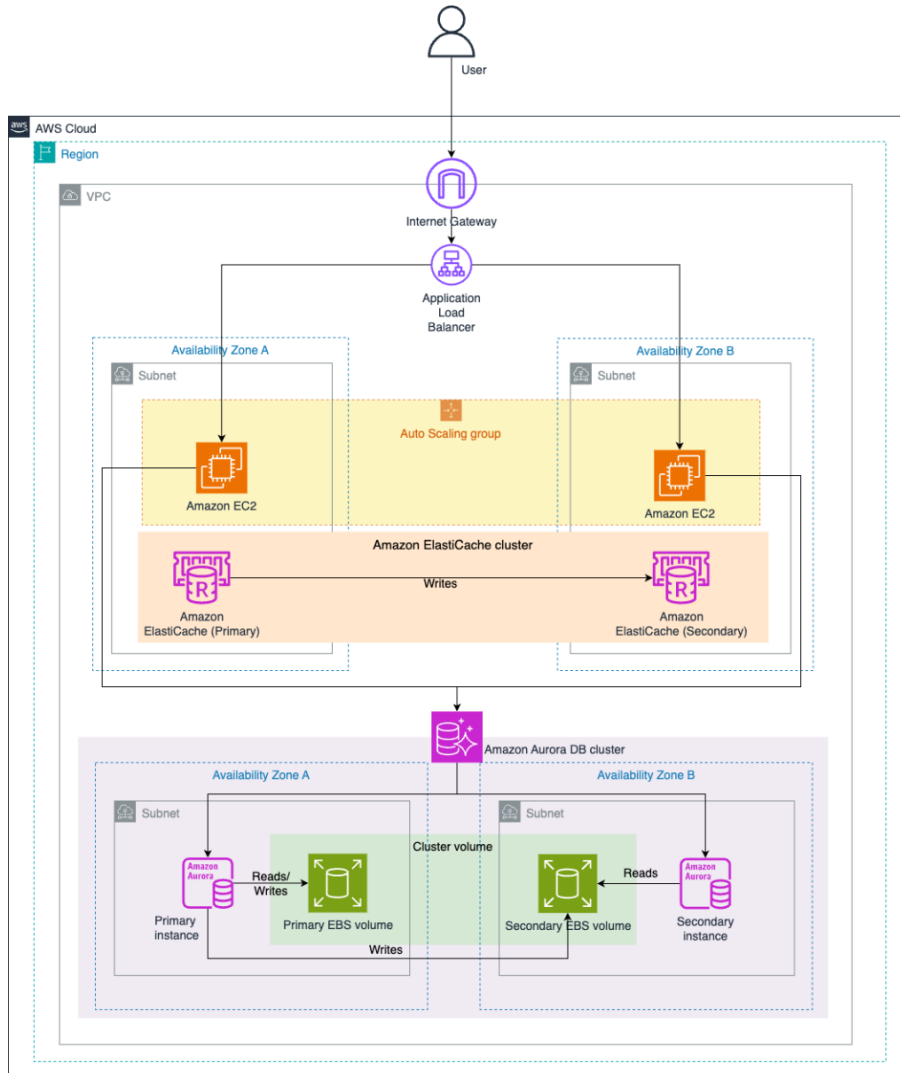 User
aws
AWS Cloud
Region
VPC
Internet Gateway
Application
Load
Balancer
Availability Zone A
Availability Zone B
Subnet
Subnet
Auto Scaling group
Amazon EC2
Amazon EC2
Amazon ElastiCache cluster
R
R
Writes
Amazon
ElastiCache (Primary)
Amazon
ElastiCache (Secondary)
Amazon Aurora DB cluster
Availability Zone A
Availability Zone B
Subnet
Subnet
Cluster volume
Amazon
Aurora
Reads/
Writes
Reads
Amazon
Aurora
Primary
instance
Primary EBS volume
Secondary EBS volume
Secondary
instance
Writes